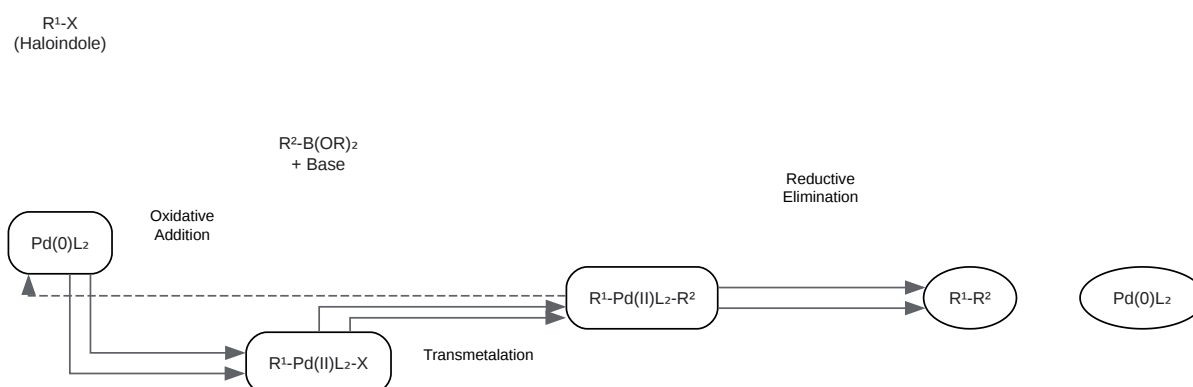 R¹-X
(Haloindole)
R²-B(OR)₂
+ Base
Reductive
Elimination
Oxidative
Addition
Pd(0)L₂
R¹-Pd(II)L₂-R²
R¹-R²
Pd(0)L₂
R¹-Pd(II)L₂-X
Transmetalation